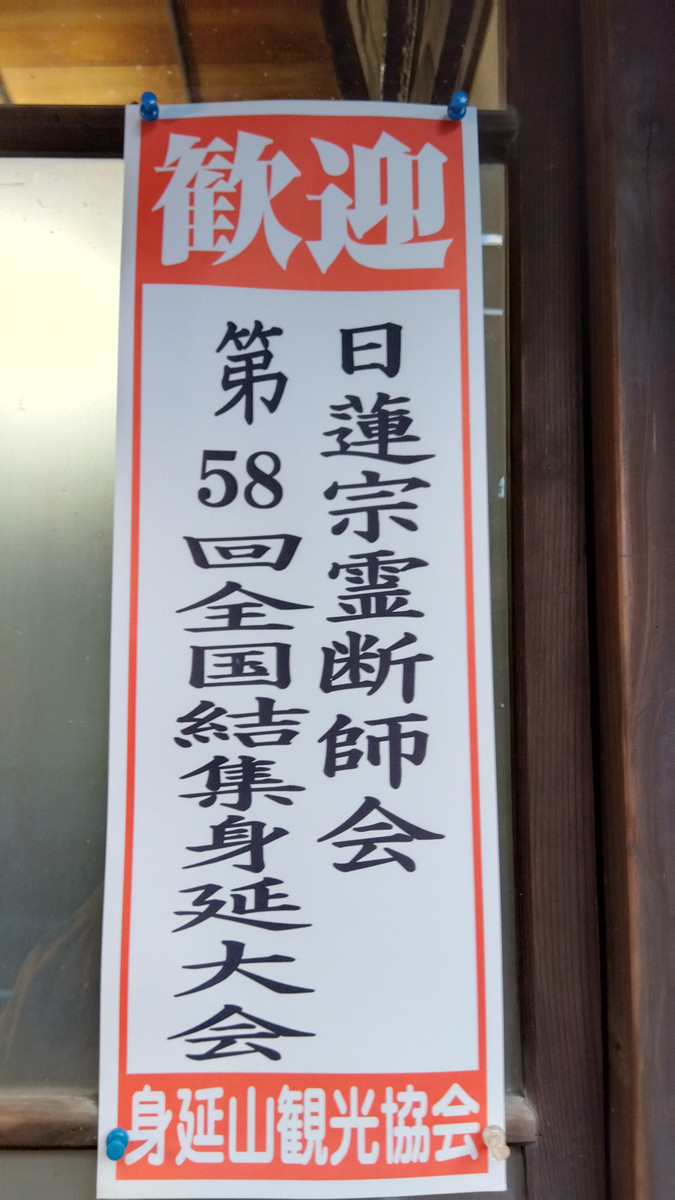 歓迎
日蓮宗霊断師会
第58回全国結集身延大会
身延山観光協会